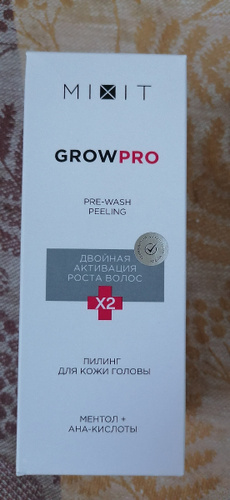 MIXIT
GROWPRO
PRE-WASH
PEELING
ДВОЙНАЯ
АКТИВАЦИЯ
РОСТА ВОЛОС
X2
ПИЛИНГ
ДЛЯ КОЖИ ГОЛОВЫ
МЕНТОЛ +
АНА-КИСЛОТЫ